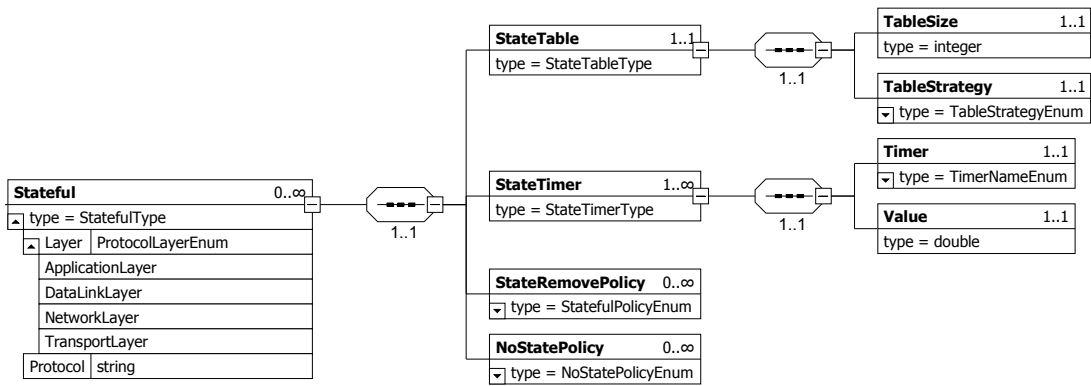 Stateful 0..∞
type = StatefulType
Layer ProtocolLayerEnum
ApplicationLayer
DataLinkLayer
NetworkLayer
TransportLayer
Protocol string
1..1
StateTable 1..1
type = StateTableType
1..1
TableSize 1..1
type = integer
TableStrategy 1..1
type = TableStrategyEnum
StateTimer 1..∞
type = StateTimerType
1..1
Timer 1..1
type = TimerNameEnum
Value 1..1
type = double
StateRemovePolicy 0..∞
type = StatefulPolicyEnum
NoStatePolicy 0..∞
type = NoStatePolicyEnum